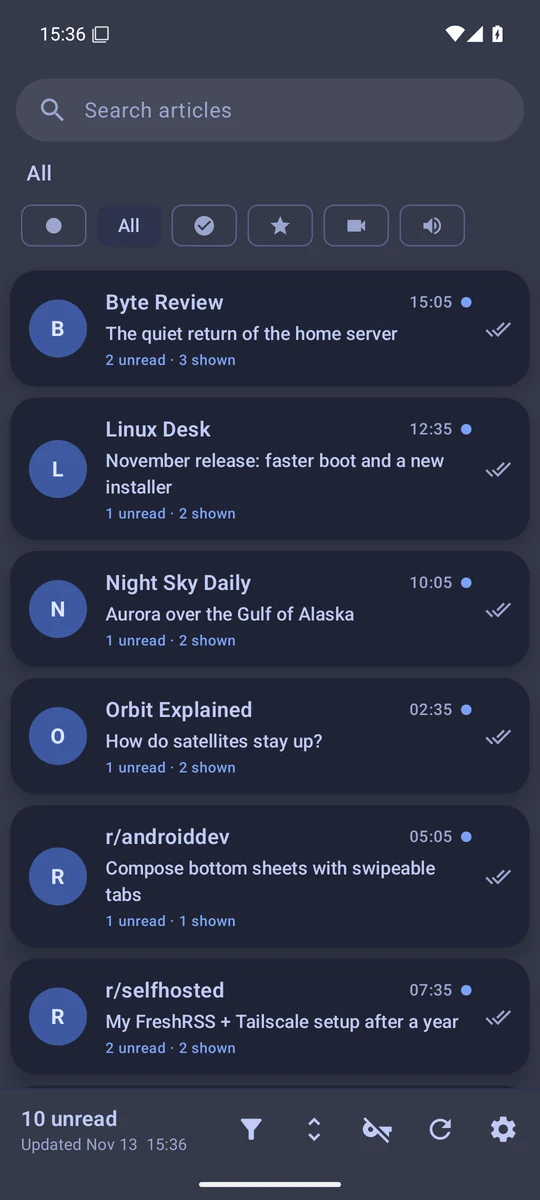 15:36
Search articles
All
All
B
Byte Review
15:05
The quiet return of the home server
2 unread · 3 shown
L
Linux Desk
12:35
November release: faster boot and a new
installer
1 unread · 2 shown
N
Night Sky Daily
10:05
Aurora over the Gulf of Alaska
1 unread · 2 shown
O
Orbit Explained
02:35
How do satellites stay up?
1 unread · 2 shown
R
r/androiddev
05:05
Compose bottom sheets with swipeable
tabs
1 unread · 1 shown
R
r/selfhosted
07:35
My FreshRSS + Tailscale setup after a year
2 unread · 2 shown
10 unread
Updated Nov 13 15:36